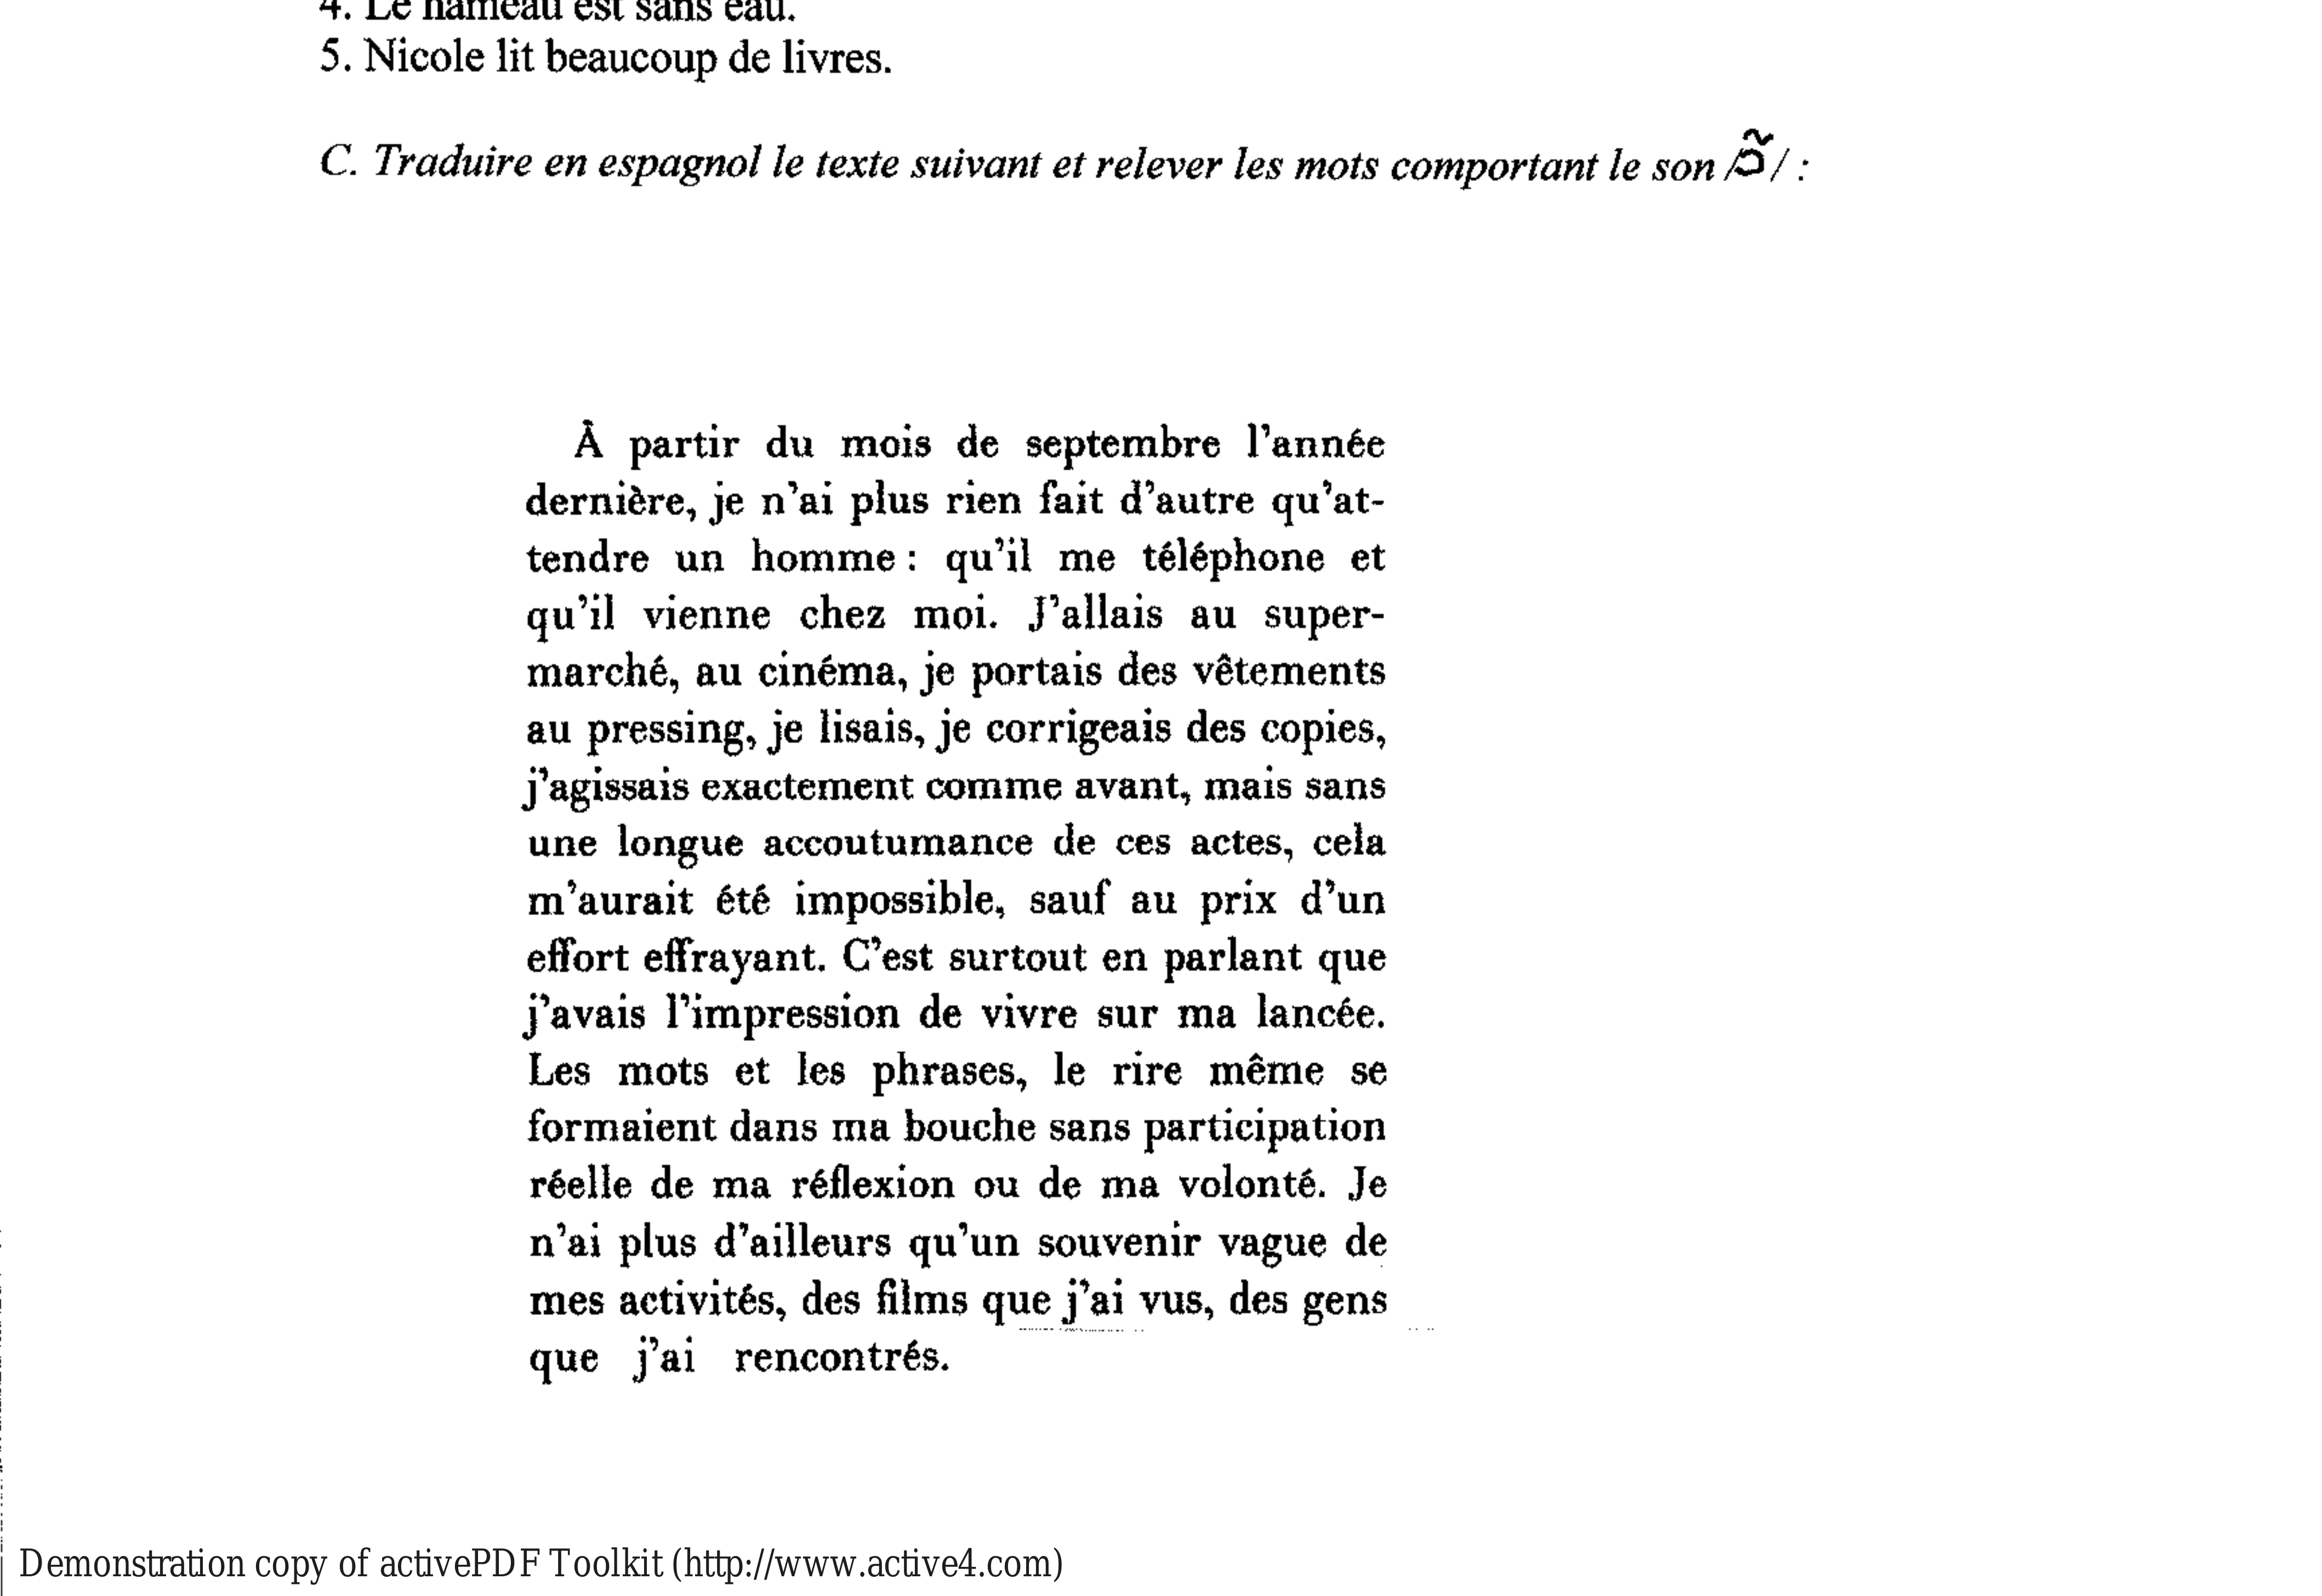 4. Le hameau est sans eau.
5. Nicole lit beaucoup de livres.
C. Traduire en espagnol le texte suivant et relever les mots comportant le son /ɔ̃/ :
À partir du mois de septembre l'année
dernière, je n'ai plus rien fait d'autre qu'at-
tendre un homme : qu'il me téléphone et
qu'il vienne chez moi. J'allais au super-
marché, au cinéma, je portais des vêtements
au pressing, je lisais, je corrigeais des copies,
j'agissais exactement comme avant, mais sans
une longue accoutumance de ces actes, cela
m'aurait été impossible, sauf au prix d'un
effort effrayant. C'est surtout en parlant que
j'avais l'impression de vivre sur ma lancée.
Les mots et les phrases, le rire même se
formaient dans ma bouche sans participation
réelle de ma réflexion ou de ma volonté. Je
n'ai plus d'ailleurs qu'un souvenir vague de
mes activités, des films que j'ai vus, des gens
que j'ai rencontrés.
Demonstration copy of activePDF Toolkit (http://www.active4.com)